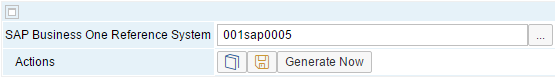 SAP Business One Reference System 001sap0005 ...
Actions Generate Now